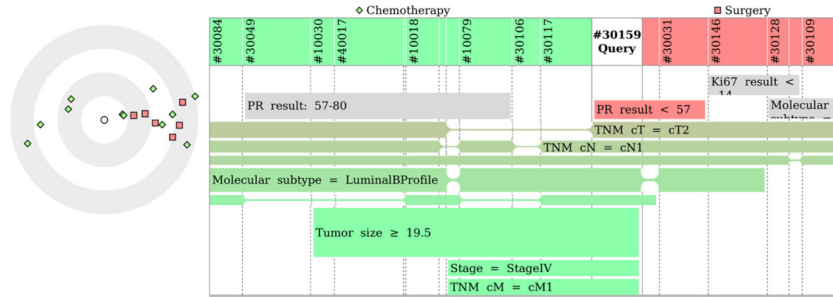 Chemotherapy
Surgery
#30084
#30049
#10030
#40017
#10018
#10079
#30106
#30117
#30159
Query
#30031
#30146
#30128
#30109
Ki67 result <
14
PR result: 57-80
PR result < 57
Molecular
subtype =
TNM cT = cT2
TNM cN = cN1
Molecular subtype = LuminalBProfile
Tumor size ≥ 19.5
Stage = StageIV
TNM cM = cM1